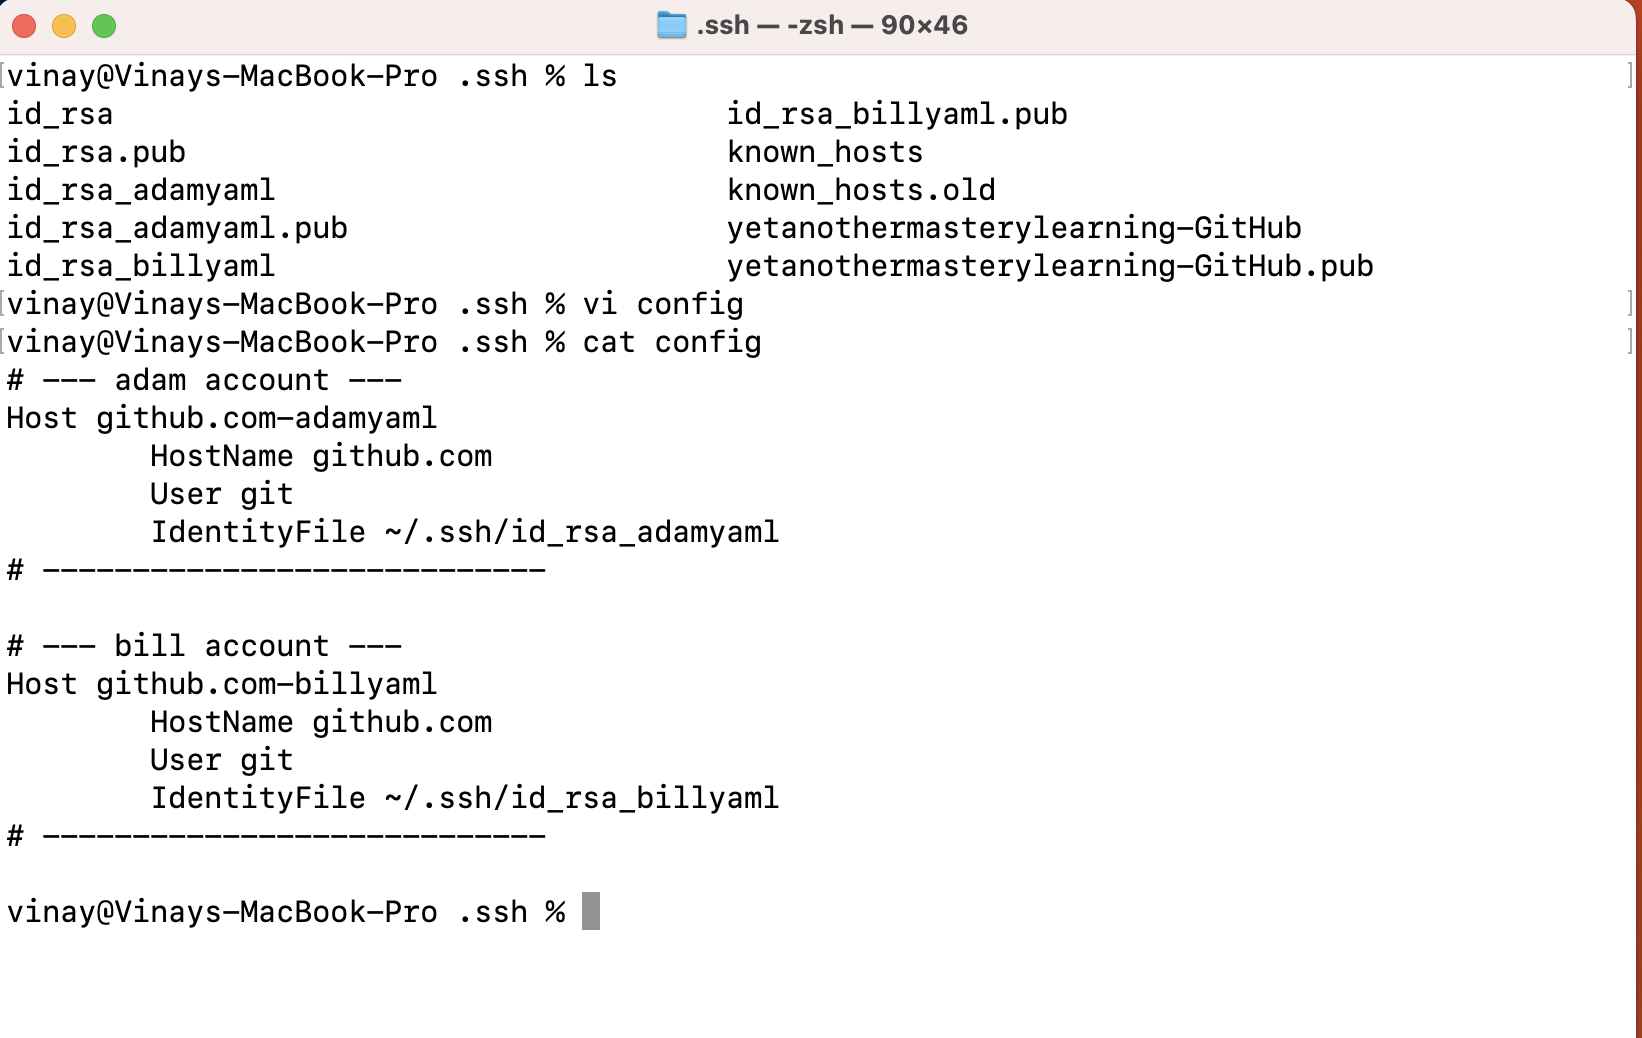 .ssh — -zsh — 90×46
vinay@Vinays-MacBook-Pro .ssh % ls
id_rsa id_rsa_billyaml.pub
id_rsa.pub known_hosts
id_rsa_adamyaml known_hosts.old
id_rsa_adamyaml.pub yetanothermasterylearning-GitHub
id_rsa_billyaml yetanothermasterylearning-GitHub.pub
vinay@Vinays-MacBook-Pro .ssh % vi config
vinay@Vinays-MacBook-Pro .ssh % cat config
# --- adam account ---
Host github.com-adamyaml
        HostName github.com
        User git
        IdentityFile ~/.ssh/id_rsa_adamyaml
# ----------------------------
# --- bill account ---
Host github.com-billyaml
        HostName github.com
        User git
        IdentityFile ~/.ssh/id_rsa_billyaml
# ----------------------------
vinay@Vinays-MacBook-Pro .ssh %